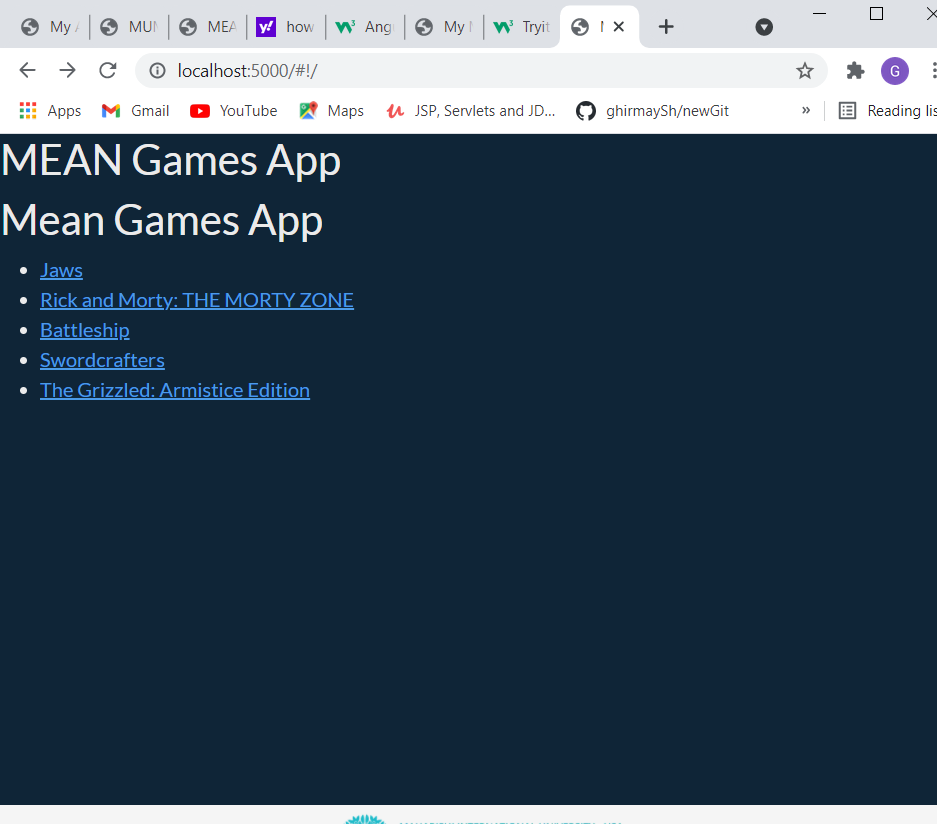 My A
MUN
MEA
how
Ang
My
Tryit
localhost:5000/#!/
G
Apps
Gmail
YouTube
Maps
JSP, Servlets and JD...
ghirmaySh/newGit
»
Reading lis
MEAN Games App
Mean Games App
Jaws
Rick and Morty: THE MORTY ZONE
Battleship
Swordcrafters
The Grizzled: Armistice Edition